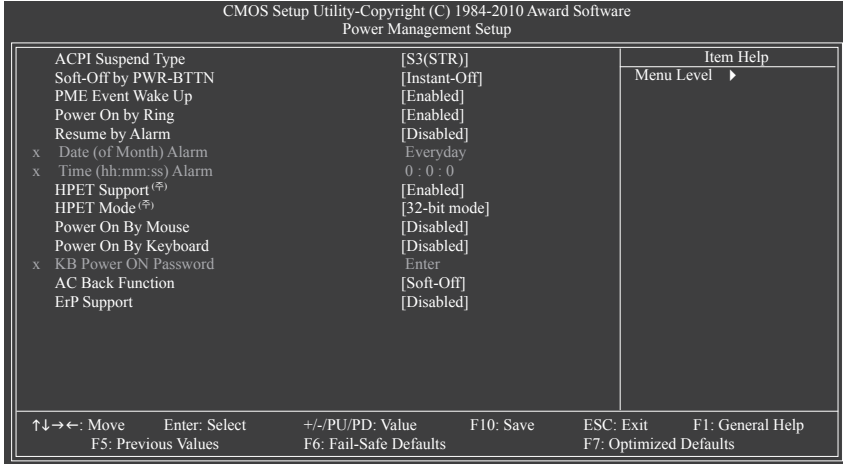 CMOS Setup Utility-Copyright (C) 1984-2010 Award Software
Power Management Setup
ACPI Suspend Type [S3(STR)] Item Help
Soft-Off by PWR-BTTN [Instant-Off] Menu Level ▶
PME Event Wake Up [Enabled]
Power On by Ring [Enabled]
Resume by Alarm [Disabled]
x Date (of Month) Alarm Everyday
x Time (hh:mm:ss) Alarm 0 : 0 : 0
HPET Support (주) [Enabled]
HPET Mode (주) [32-bit mode]
Power On By Mouse [Disabled]
Power On By Keyboard [Disabled]
x KB Power ON Password Enter
AC Back Function [Soft-Off]
ErP Support [Disabled]
↑↓→←: Move Enter: Select +/-/PU/PD: Value F10: Save ESC: Exit F1: General Help
F5: Previous Values F6: Fail-Safe Defaults F7: Optimized Defaults